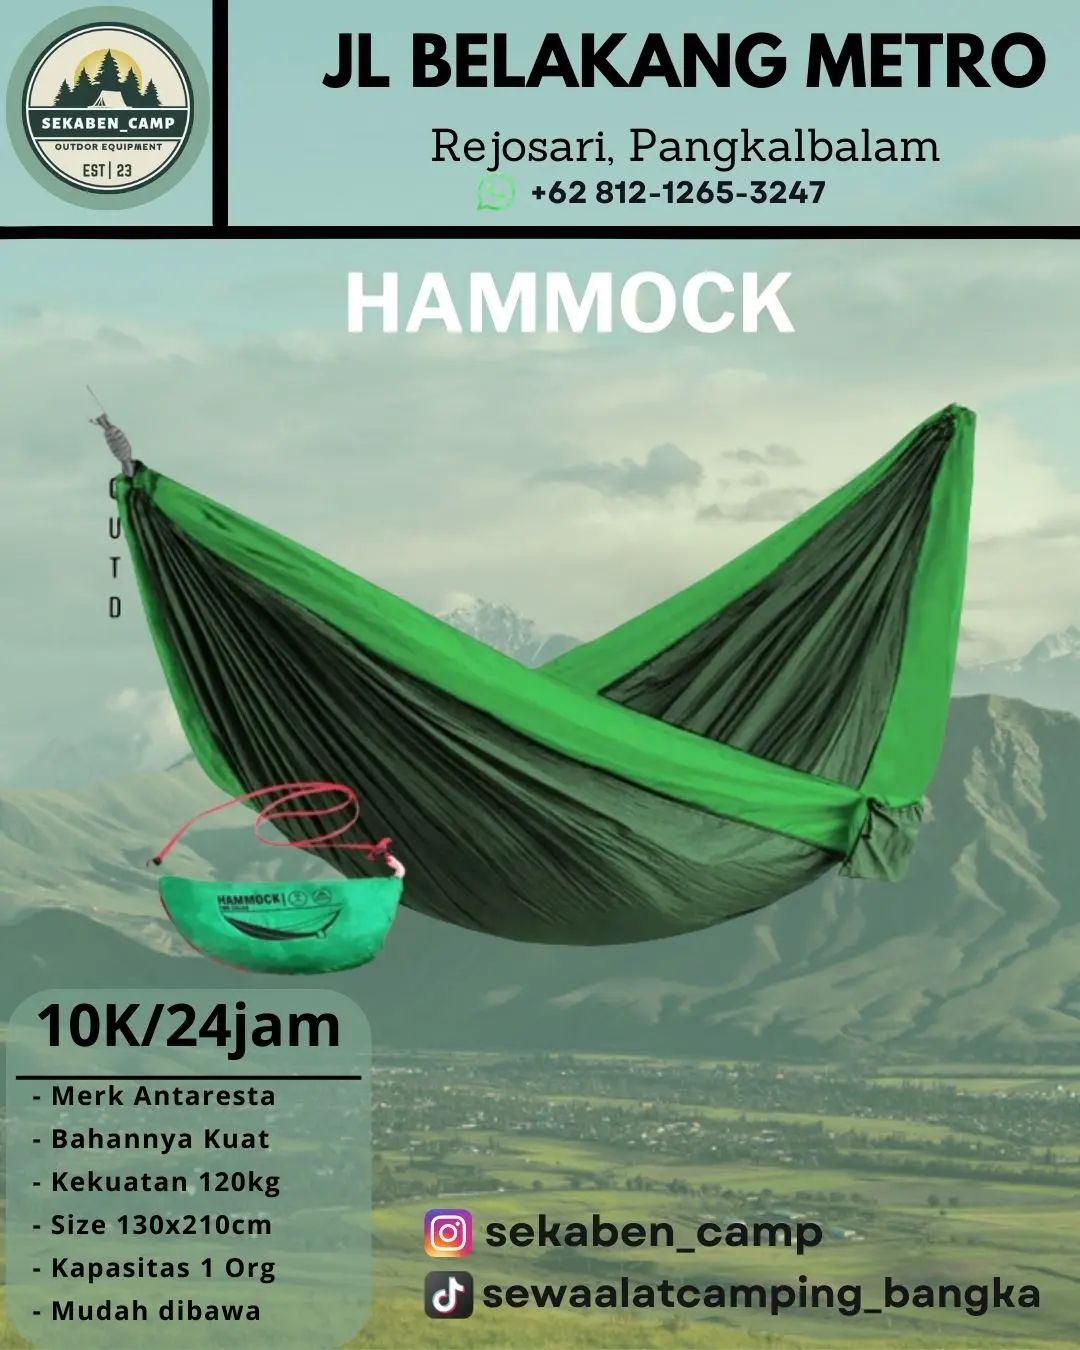 SEKABEN_CAMP
OUTDOOR EQUIPMENT
EST| 23
JL BELAKANG METRO
Rejosari, Pangkalbalam
+62 812-1265-3247
HAMMOCK
O
U
T
D
HAMMOCK|
10K/24jam
- Merk Antaresta
- Bahannya Kuat
- Kekuatan 120kg
- Size 130x210cm
- Kapasitas 1 Org
- Mudah dibawa
sekaben_camp
sewaalatcamping_bangka